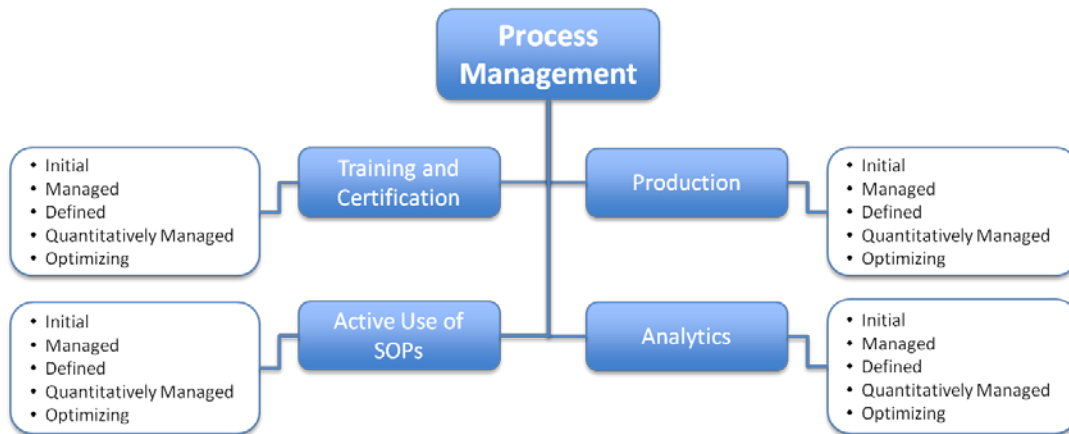 Process
Management
Training and
Certification
• Initial
• Managed
• Defined
• Quantitatively Managed
• Optimizing
Production
• Initial
• Managed
• Defined
• Quantitatively Managed
• Optimizing
Active Use of
SOPs
• Initial
• Managed
• Defined
• Quantitatively Managed
• Optimizing
Analytics
• Initial
• Managed
• Defined
• Quantitatively Managed
• Optimizing